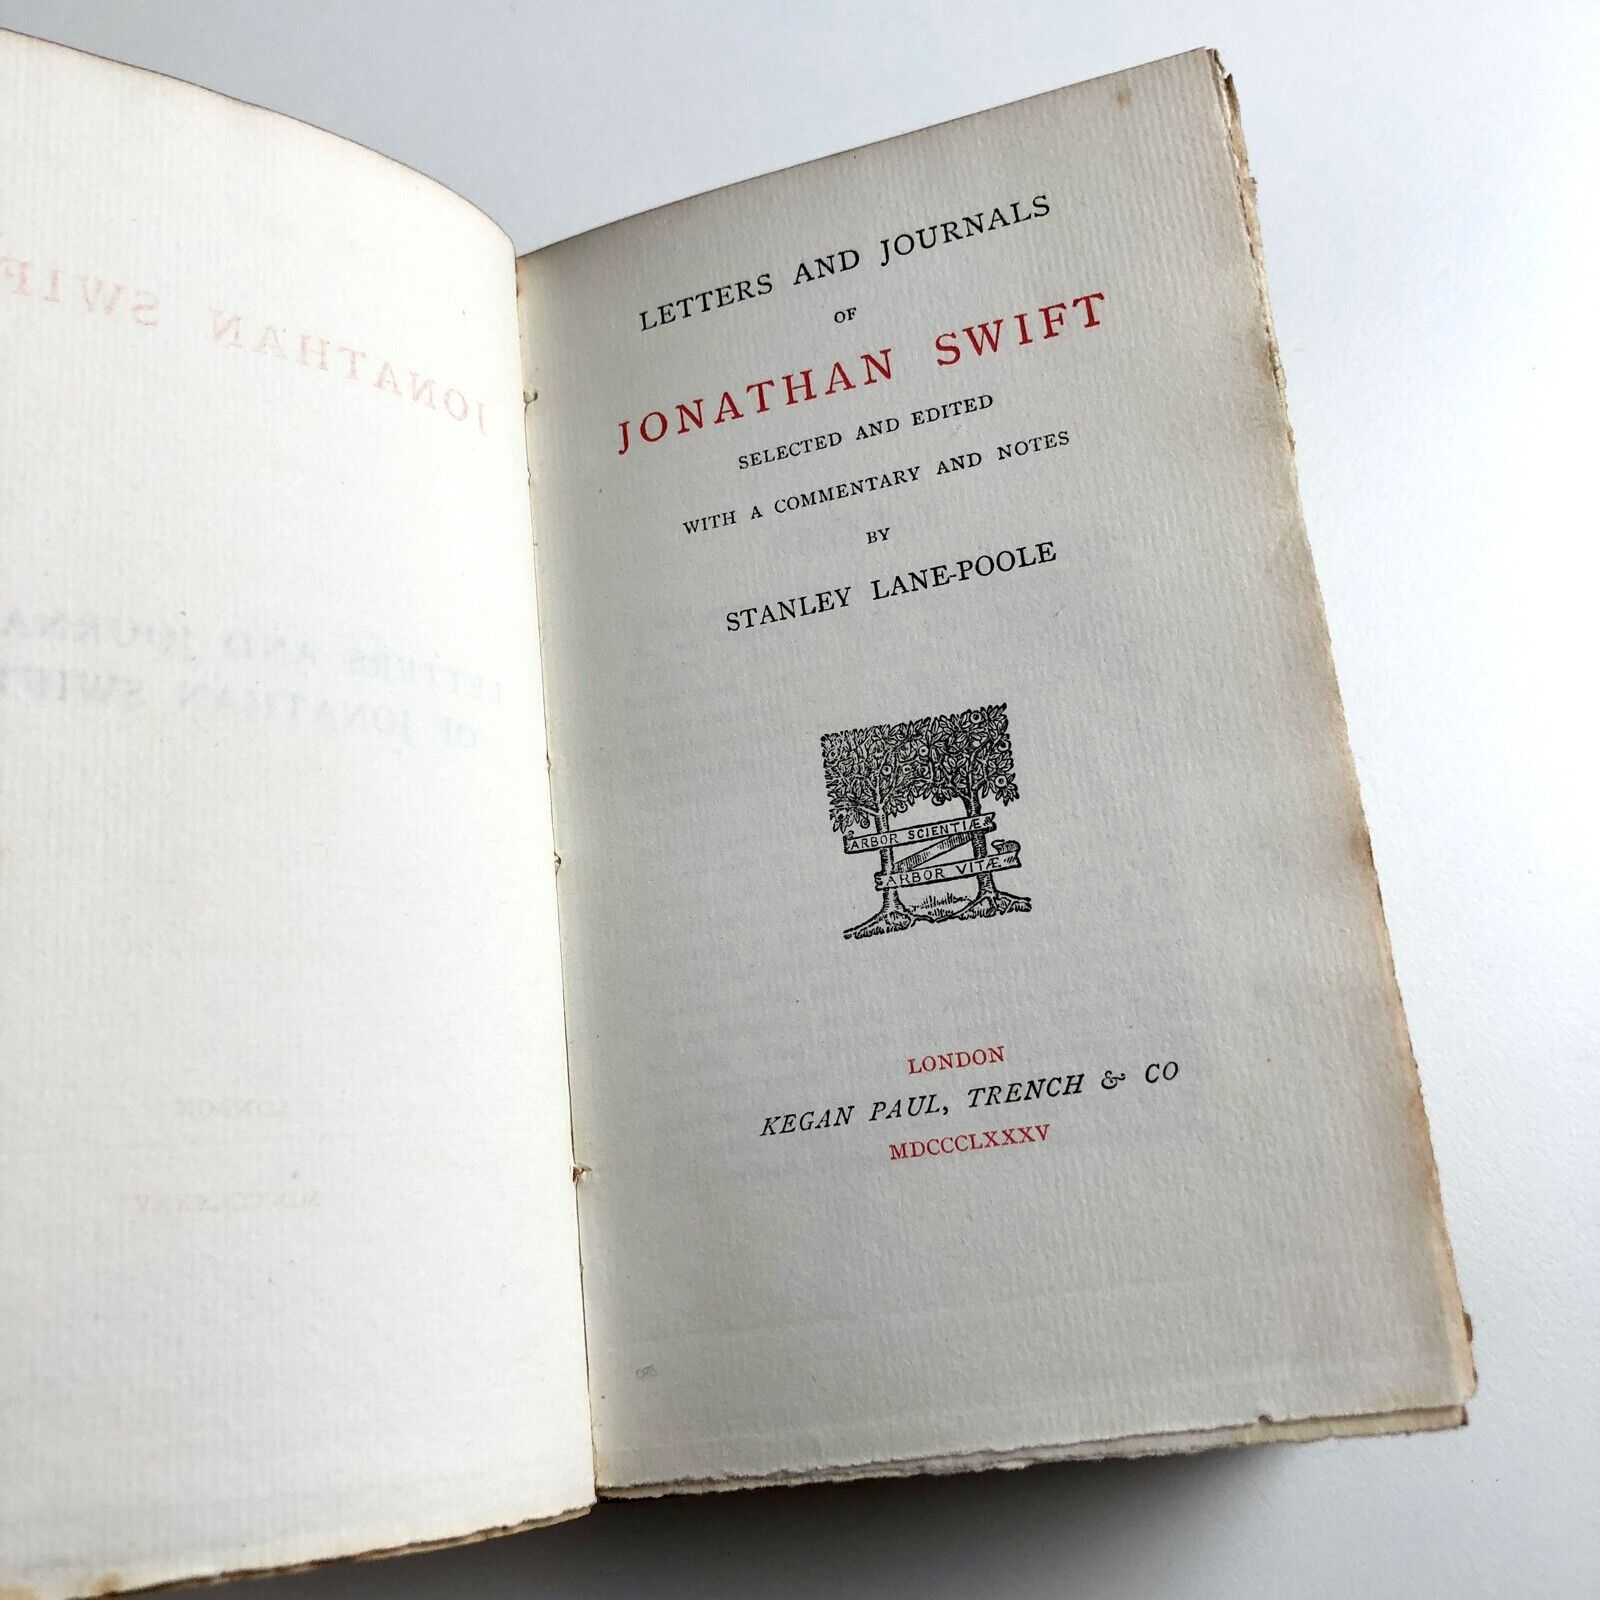 LETTERS AND JOURNALS
OF
JONATHAN SWIFT
SELECTED AND EDITED
WITH A COMMENTARY AND NOTES
BY
STANLEY LANE-POOLE
ARBOR SCIENTIÆ
ARBOR VITÆ
LONDON
KEGAN PAUL, TRENCH & CO
MDCCCLXXXV